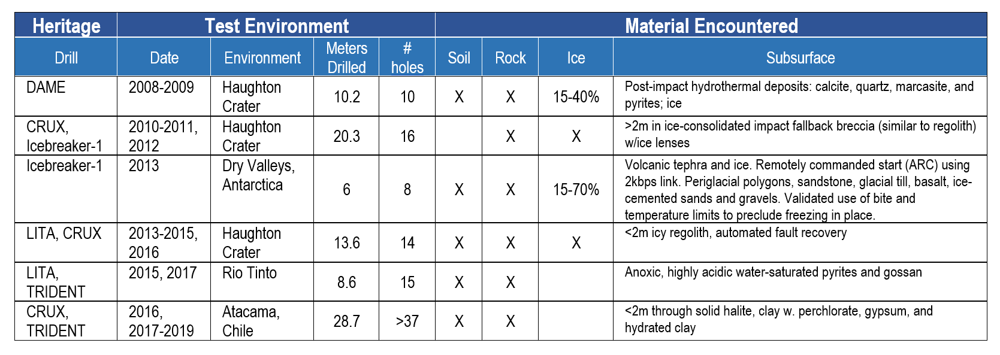 Heritage Test Environment Material Encountered
Drill Date Environment Meters Drilled # holes Soil Rock Ice Subsurface
DAME 2008-2009 Haughton Crater 10.2 10 X X 15-40% Post-impact hydrothermal deposits: calcite, quartz, marcasite, and pyrites; ice
CRUX, Icebreaker-1 2010-2011, 2012 Haughton Crater 20.3 16 X X >2m in ice-consolidated impact fallback breccia (similar to regolith) w/ice lenses
Icebreaker-1 2013 Dry Valleys, Antarctica 6 8 X X 15-70% Volcanic tephra and ice. Remotely commanded start (ARC) using 2kbps link. Periglacial polygons, sandstone, glacial till, basalt, ice-cemented sands and gravels. Validated use of bite and temperature limits to preclude freezing in place.
LITA, CRUX 2013-2015, 2016 Haughton Crater 13.6 14 X X X <2m icy regolith, automated fault recovery
LITA, TRIDENT 2015, 2017 Rio Tinto 8.6 15 X X Anoxic, highly acidic water-saturated pyrites and gossan
CRUX, TRIDENT 2016, 2017-2019 Atacama, Chile 28.7 >37 X X <2m through solid halite, clay w. perchlorate, gypsum, and hydrated clay